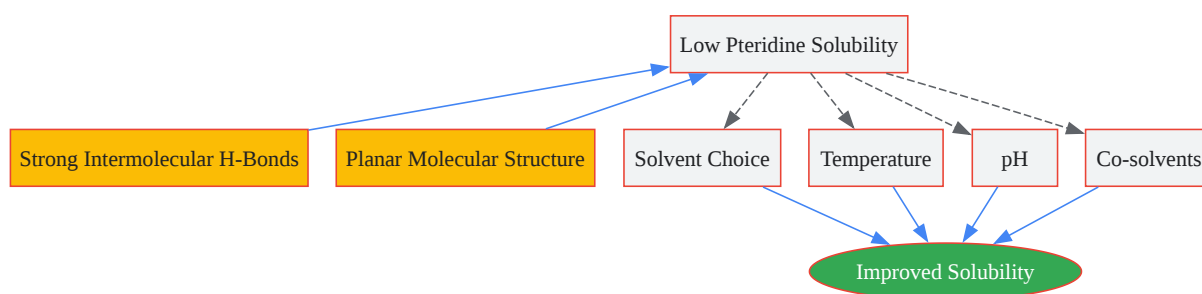 Low Pteridine Solubility
Strong Intermolecular H-Bonds
Planar Molecular Structure
Solvent Choice
Temperature
pH
Co-solvents
Improved Solubility